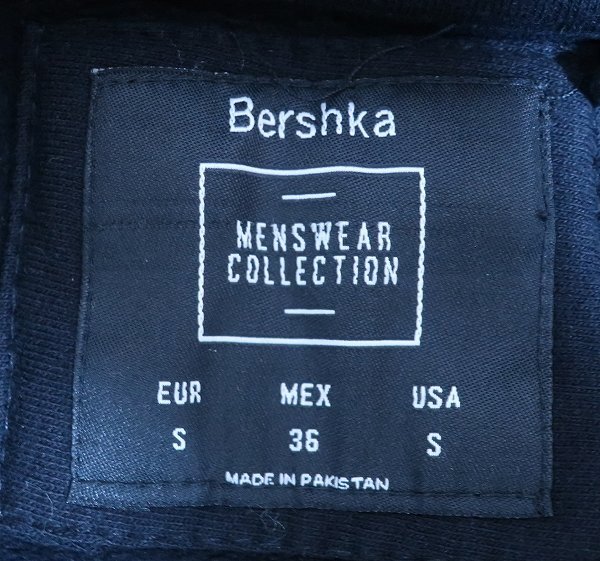 Bershka
MENSWEAR
COLLECTION
EUR MEX USA
S 36 S
MADE IN PAKISTAN